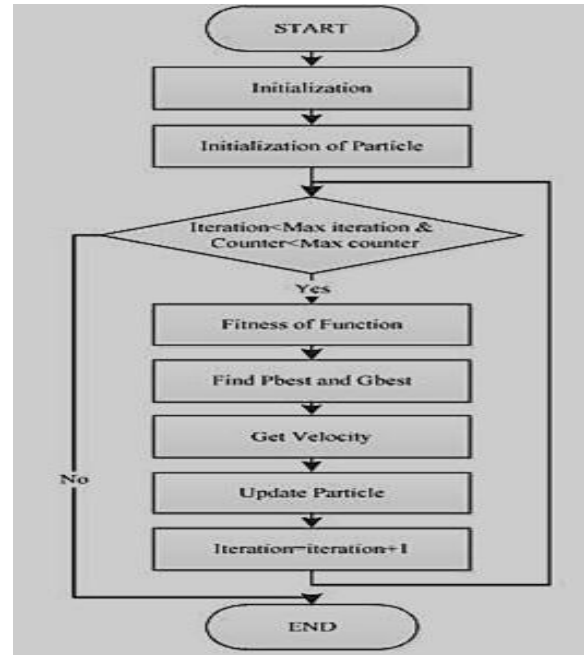 START
Initialization
Initialization of Particle
Iteration<Max iteration &
Counter<Max counter
Yes
Fitness of Function
Find Pbest and Gbest
Get Velocity
Update Particle
No
Iteration=iteration+1
END